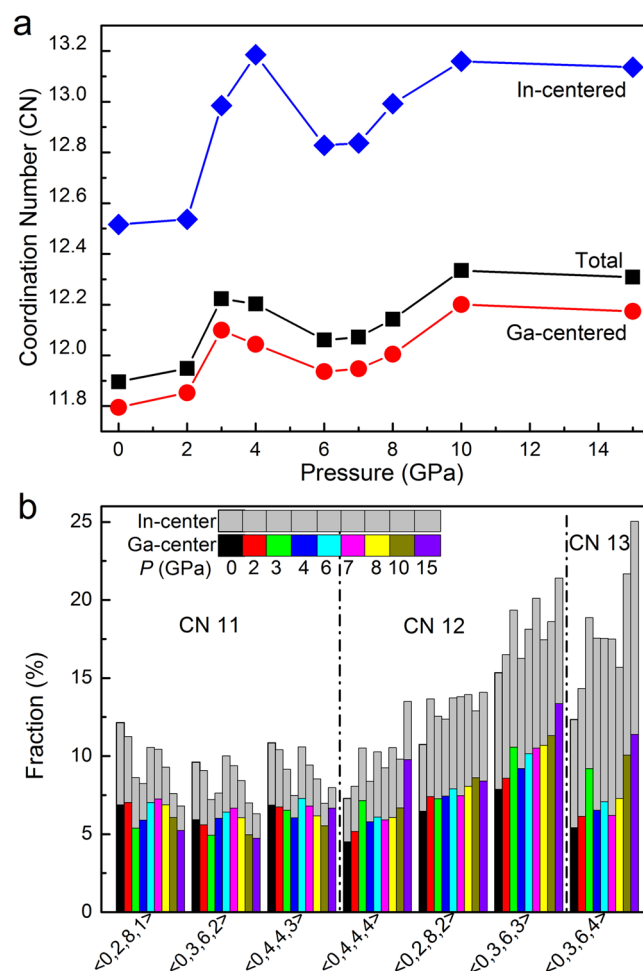 a
13.2
13.0
12.8
12.6
12.4
12.2
12.0
11.8
Coordination Number (CN)
In-centered
Total
Ga-centered
0 2 4 6 8 10 12 14
Pressure (GPa)
b
25
20
15
10
5
0
Fraction (%)
In-center
Ga-center
P (GPa) 0 2 3 4 6 7 8 10 15
CN 11
CN 12
CN 13
<0,2,8,1>
<0,3,6,2>
<0,4,4,3>
<0,4,4,4>
<0,2,8,2>
<0,3,6,3>
<0,3,6,4>